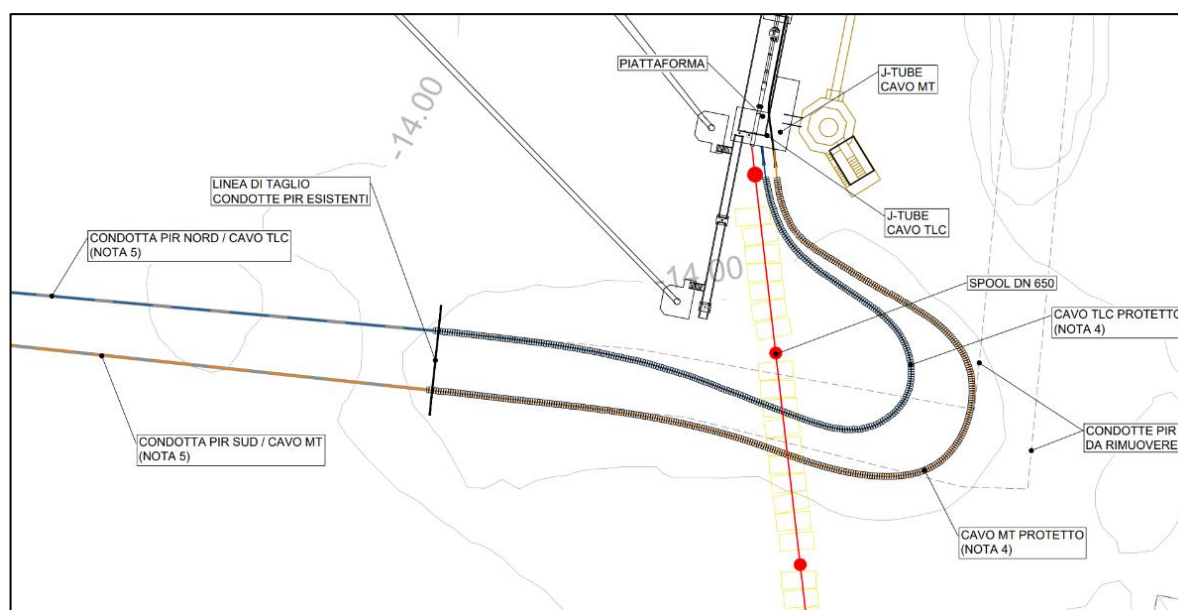 PIATTAFORMA
J-TUBE
CAVO MT
-14.00
LINEA DI TAGLIO
CONDOTTE PIR ESISTENTI
J-TUBE
CAVO TLC
CONDOTTA PIR NORD / CAVO TLC
(NOTA 5)
14.00
SPOOL DN 650
CAVO TLC PROTETTO
(NOTA 4)
CONDOTTA PIR SUD / CAVO MT
(NOTA 5)
CONDOTTE PIR
DA RIMUOVERE
CAVO MT PROTETTO
(NOTA 4)